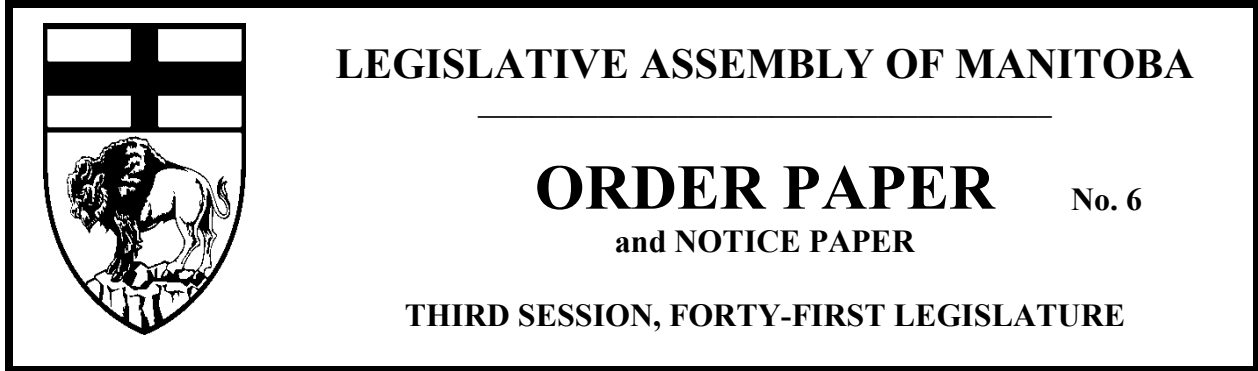 LEGISLATIVE ASSEMBLY OF MANITOBA
ORDER PAPER No. 6
and NOTICE PAPER
THIRD SESSION, FORTY-FIRST LEGISLATURE